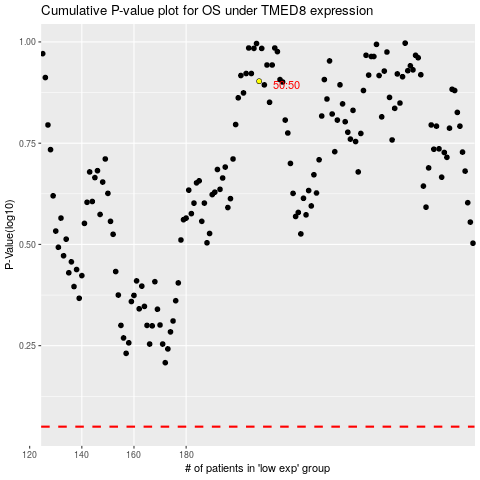 Cumulative P-value plot for OS under TMED8 expression
P-Value(log10)
1.00
0.75
0.50
0.25
50:50
120 140 160 180
# of patients in 'low exp' group